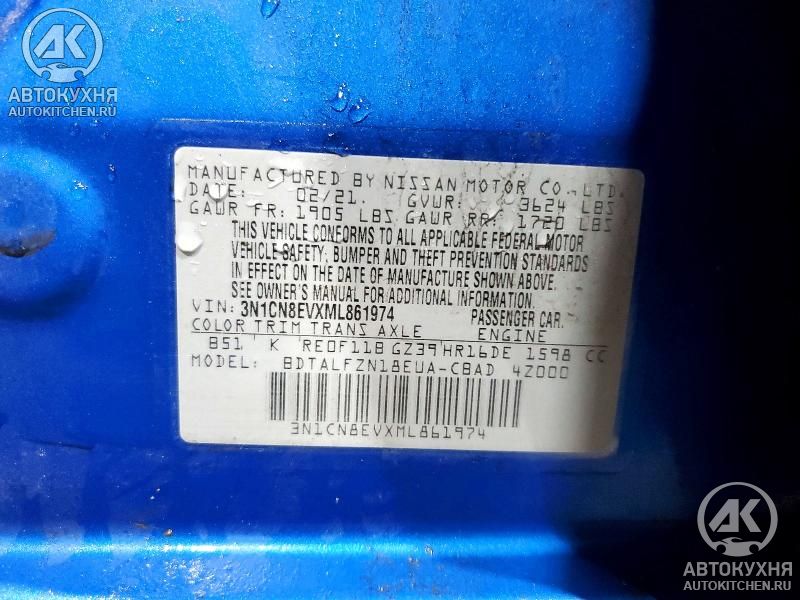 АК
АВТОКУХНЯ
AUTOKITCHEN.RU
MANUFACTURED BY NISSAN MOTOR CO., LTD.
DATE: 02/21. GVWR: 3624 LBS
GAWR FR: 1905 LBS GAWR RR: 1720 LBS
THIS VEHICLE CONFORMS TO ALL APPLICABLE FEDERAL MOTOR
VEHICLE SAFETY, BUMPER AND THEFT PREVENTION STANDARDS
IN EFFECT ON THE DATE OF MANUFACTURE SHOWN ABOVE.
SEE OWNER'S MANUAL FOR ADDITIONAL INFORMATION.
VIN: 3N1CN8EVXML861974 PASSENGER CAR.
COLOR TRIM TRANS AXLE ENGINE
B51 K RE0F11B GZ39 HR16DE 1598 CC
MODEL: BDTALFZN18EUA-CBAD 4Z000
3N1CN8EVXML861974
АК
АВТОКУХНЯ
AUTOKITCHEN.RU